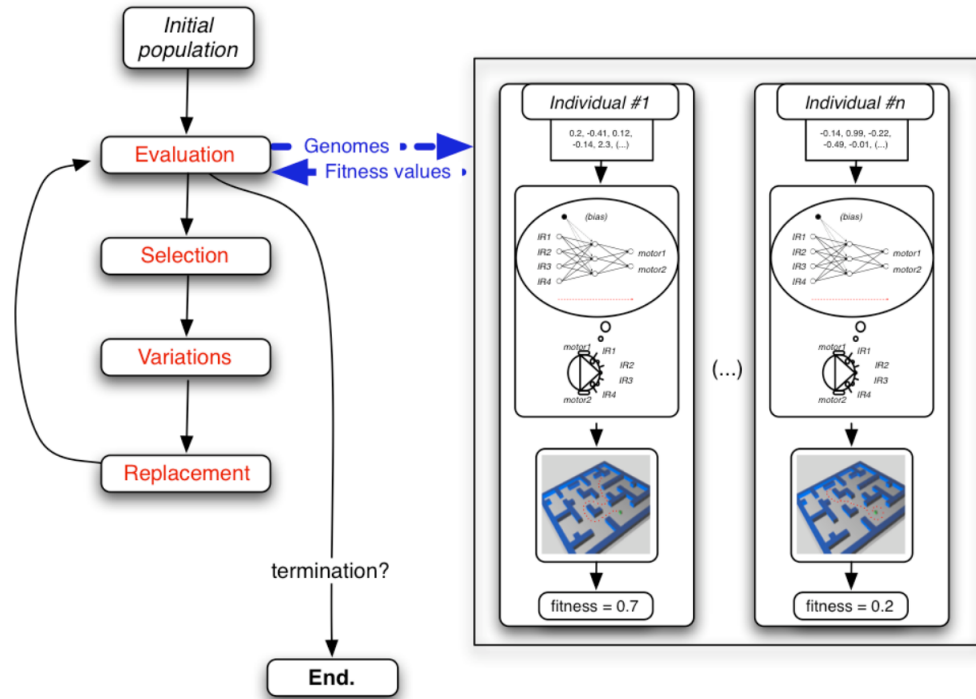 Initial
population
Evaluation
Selection
Variations
Replacement
termination?
End.
Genomes
Fitness values
Individual #1
0.2, -0.41, 0.12,
-0.14, 2.3, (...)
(bias)
IR1
IR2
IR3
IR4
motor1
motor2
motor1
IR1
IR2
IR3
IR4
motor2
fitness = 0.7
(...)
Individual #n
-0.14, 0.99, -0.22,
-0.49, -0.01, (...)
(bias)
IR1
IR2
IR3
IR4
motor1
motor2
motor1
IR1
IR2
IR3
IR4
motor2
fitness = 0.2